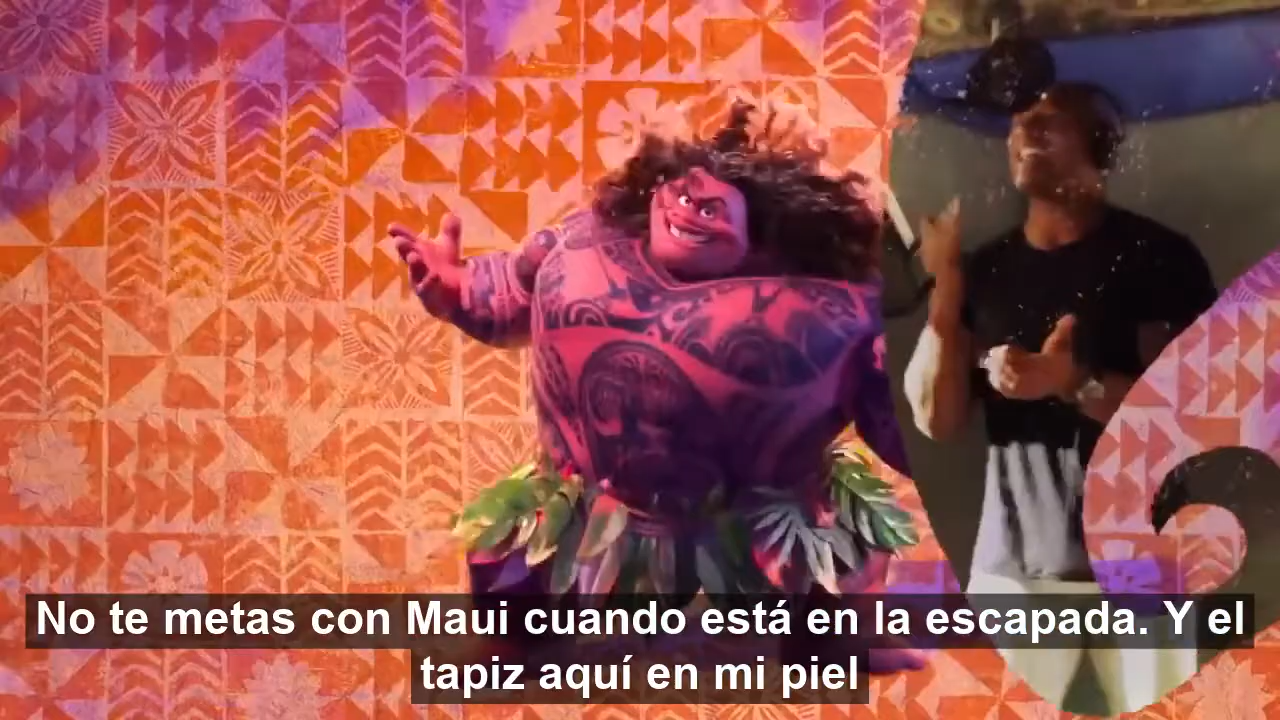 No te metas con Maui cuando está en la escapada. Y el
tapiz aquí en mi piel